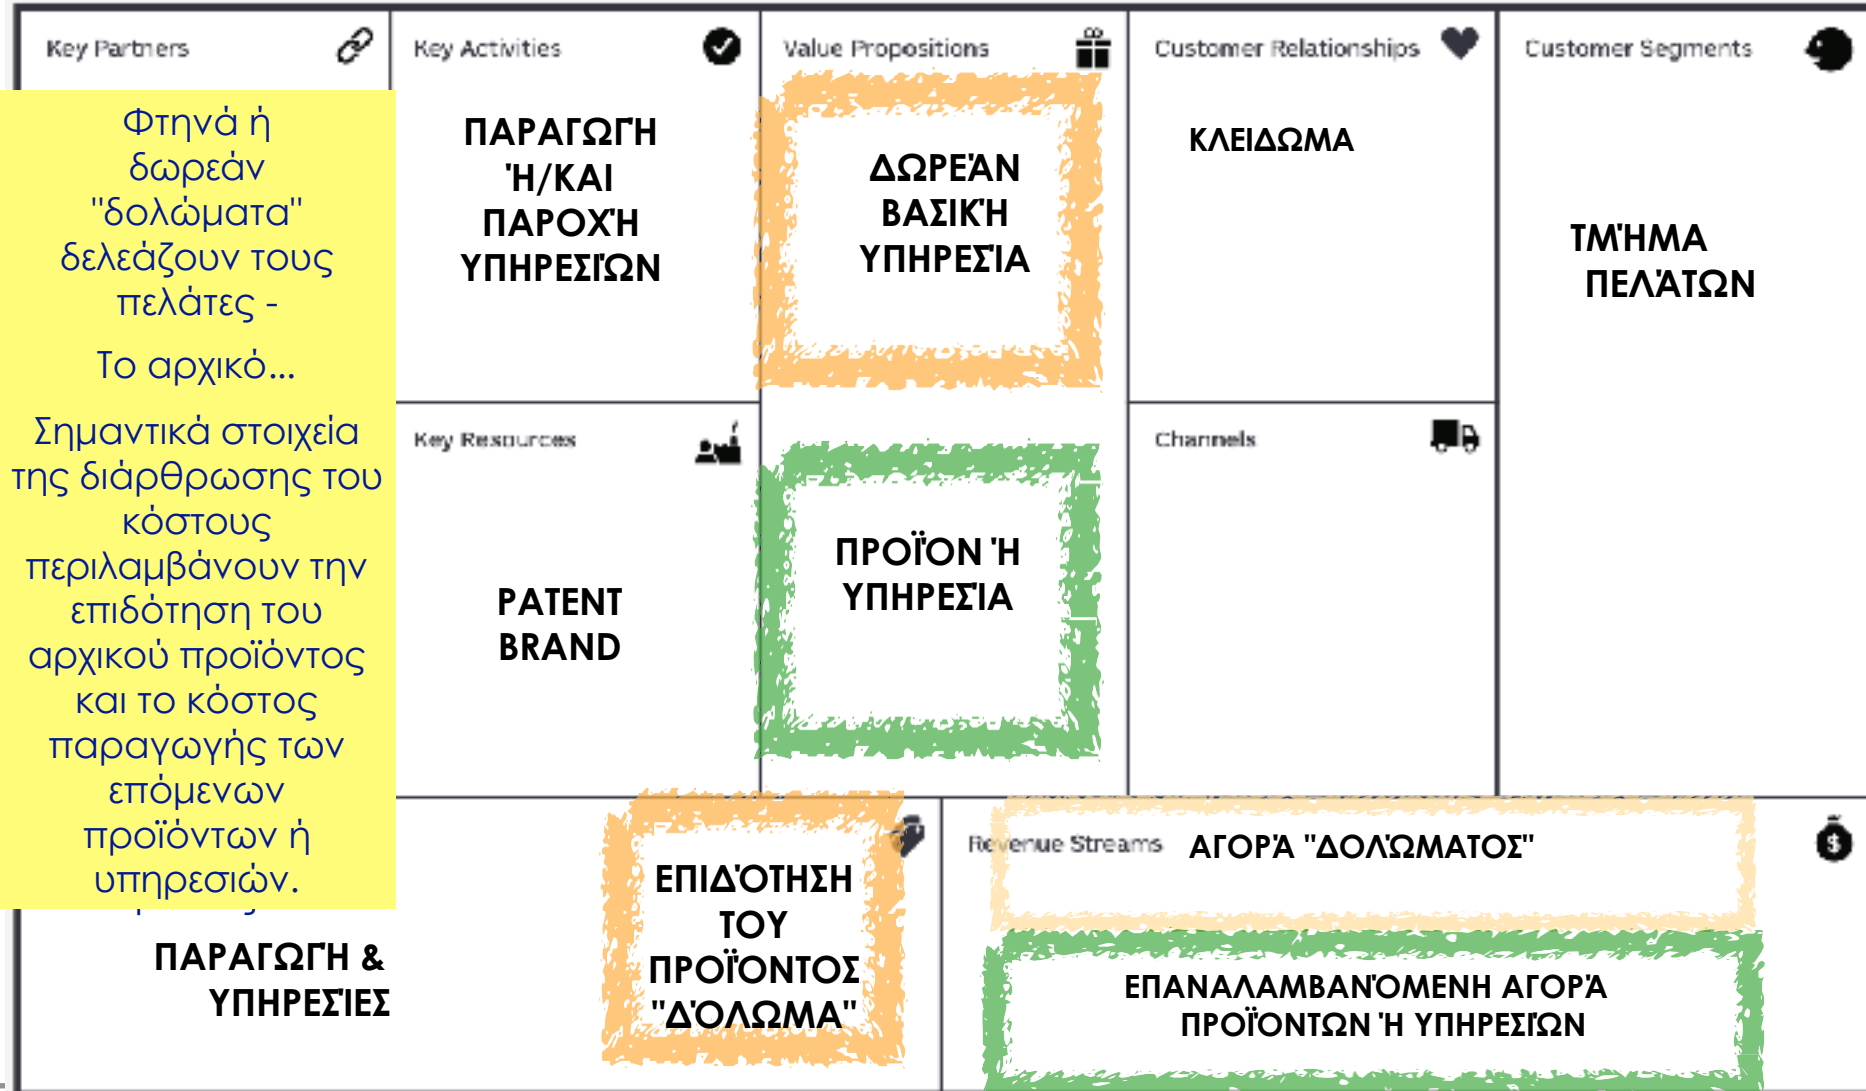 Key Partners
Φτηνά ή
δωρεάν
"δολώματα"
δελεάζουν τους
πελάτες -
Το αρχικό...
Σημαντικά στοιχεία
της διάρθρωσης του
κόστους
περιλαμβάνουν την
επιδότηση του
αρχικού προϊόντος
και το κόστος
παραγωγής των
επόμενων
προϊόντων ή
υπηρεσιών.
Key Activities
ΠΑΡΑΓΩΓΉ
Ή/ΚΑΙ
ΠΑΡΟΧΉ
ΥΠΗΡΕΣΙΏΝ
Key Resources
PATENT
BRAND
Value Propositions
ΔΩΡΕΆΝ
ΒΑΣΙΚΉ
ΥΠΗΡΕΣΊΑ
ΠΡΟΪΌΝ Ή
ΥΠΗΡΕΣΊΑ
Customer Relationships
ΚΛΕΙΔΩΜΑ
Channels
Customer Segments
ΤΜΉΜΑ
ΠΕΛΆΤΩΝ
ΠΑΡΑΓΩΓΉ &
ΥΠΗΡΕΣΊΕΣ
ΕΠΙΔΌΤΗΣΗ
ΤΟΥ
ΠΡΟΪΌΝΤΟΣ
"ΔΌΛΩΜΑ"
Revenue Streams
ΑΓΟΡΆ "ΔΟΛΏΜΑΤΟΣ"
ΕΠΑΝΑΛΑΜΒΑΝΌΜΕΝΗ ΑΓΟΡΆ
ΠΡΟΪΌΝΤΩΝ Ή ΥΠΗΡΕΣΙΏΝ